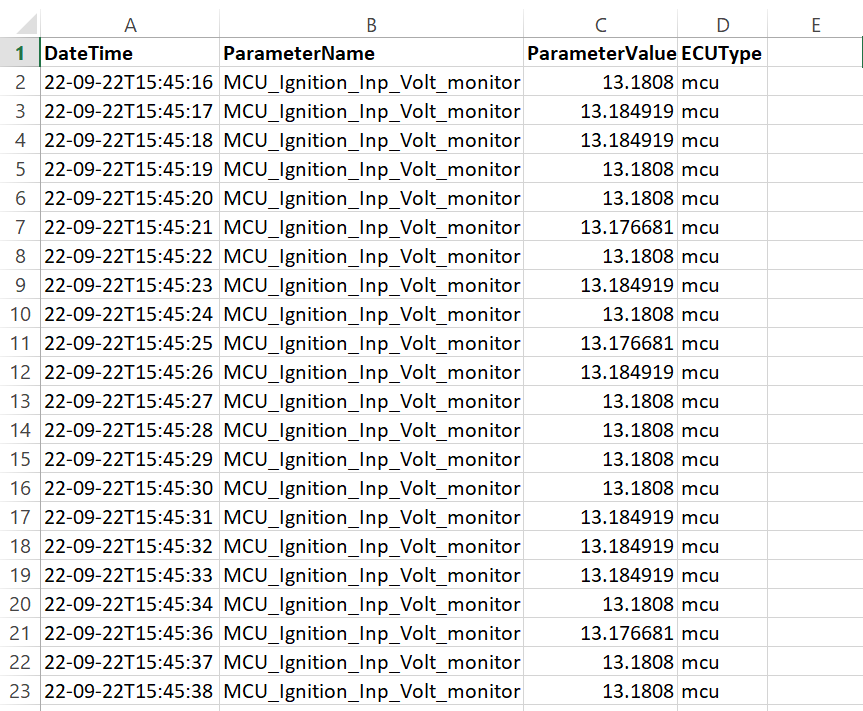 A B C D E
1 DateTime ParameterName ParameterValue ECUType
2 22-09-22T15:45:16 MCU_Ignition_Inp_Volt_monitor 13.1808 mcu
3 22-09-22T15:45:17 MCU_Ignition_Inp_Volt_monitor 13.184919 mcu
4 22-09-22T15:45:18 MCU_Ignition_Inp_Volt_monitor 13.184919 mcu
5 22-09-22T15:45:19 MCU_Ignition_Inp_Volt_monitor 13.1808 mcu
6 22-09-22T15:45:20 MCU_Ignition_Inp_Volt_monitor 13.1808 mcu
7 22-09-22T15:45:21 MCU_Ignition_Inp_Volt_monitor 13.176681 mcu
8 22-09-22T15:45:22 MCU_Ignition_Inp_Volt_monitor 13.1808 mcu
9 22-09-22T15:45:23 MCU_Ignition_Inp_Volt_monitor 13.184919 mcu
10 22-09-22T15:45:24 MCU_Ignition_Inp_Volt_monitor 13.1808 mcu
11 22-09-22T15:45:25 MCU_Ignition_Inp_Volt_monitor 13.176681 mcu
12 22-09-22T15:45:26 MCU_Ignition_Inp_Volt_monitor 13.184919 mcu
13 22-09-22T15:45:27 MCU_Ignition_Inp_Volt_monitor 13.1808 mcu
14 22-09-22T15:45:28 MCU_Ignition_Inp_Volt_monitor 13.1808 mcu
15 22-09-22T15:45:29 MCU_Ignition_Inp_Volt_monitor 13.1808 mcu
16 22-09-22T15:45:30 MCU_Ignition_Inp_Volt_monitor 13.1808 mcu
17 22-09-22T15:45:31 MCU_Ignition_Inp_Volt_monitor 13.184919 mcu
18 22-09-22T15:45:32 MCU_Ignition_Inp_Volt_monitor 13.184919 mcu
19 22-09-22T15:45:33 MCU_Ignition_Inp_Volt_monitor 13.184919 mcu
20 22-09-22T15:45:34 MCU_Ignition_Inp_Volt_monitor 13.1808 mcu
21 22-09-22T15:45:36 MCU_Ignition_Inp_Volt_monitor 13.176681 mcu
22 22-09-22T15:45:37 MCU_Ignition_Inp_Volt_monitor 13.1808 mcu
23 22-09-22T15:45:38 MCU_Ignition_Inp_Volt_monitor 13.1808 mcu